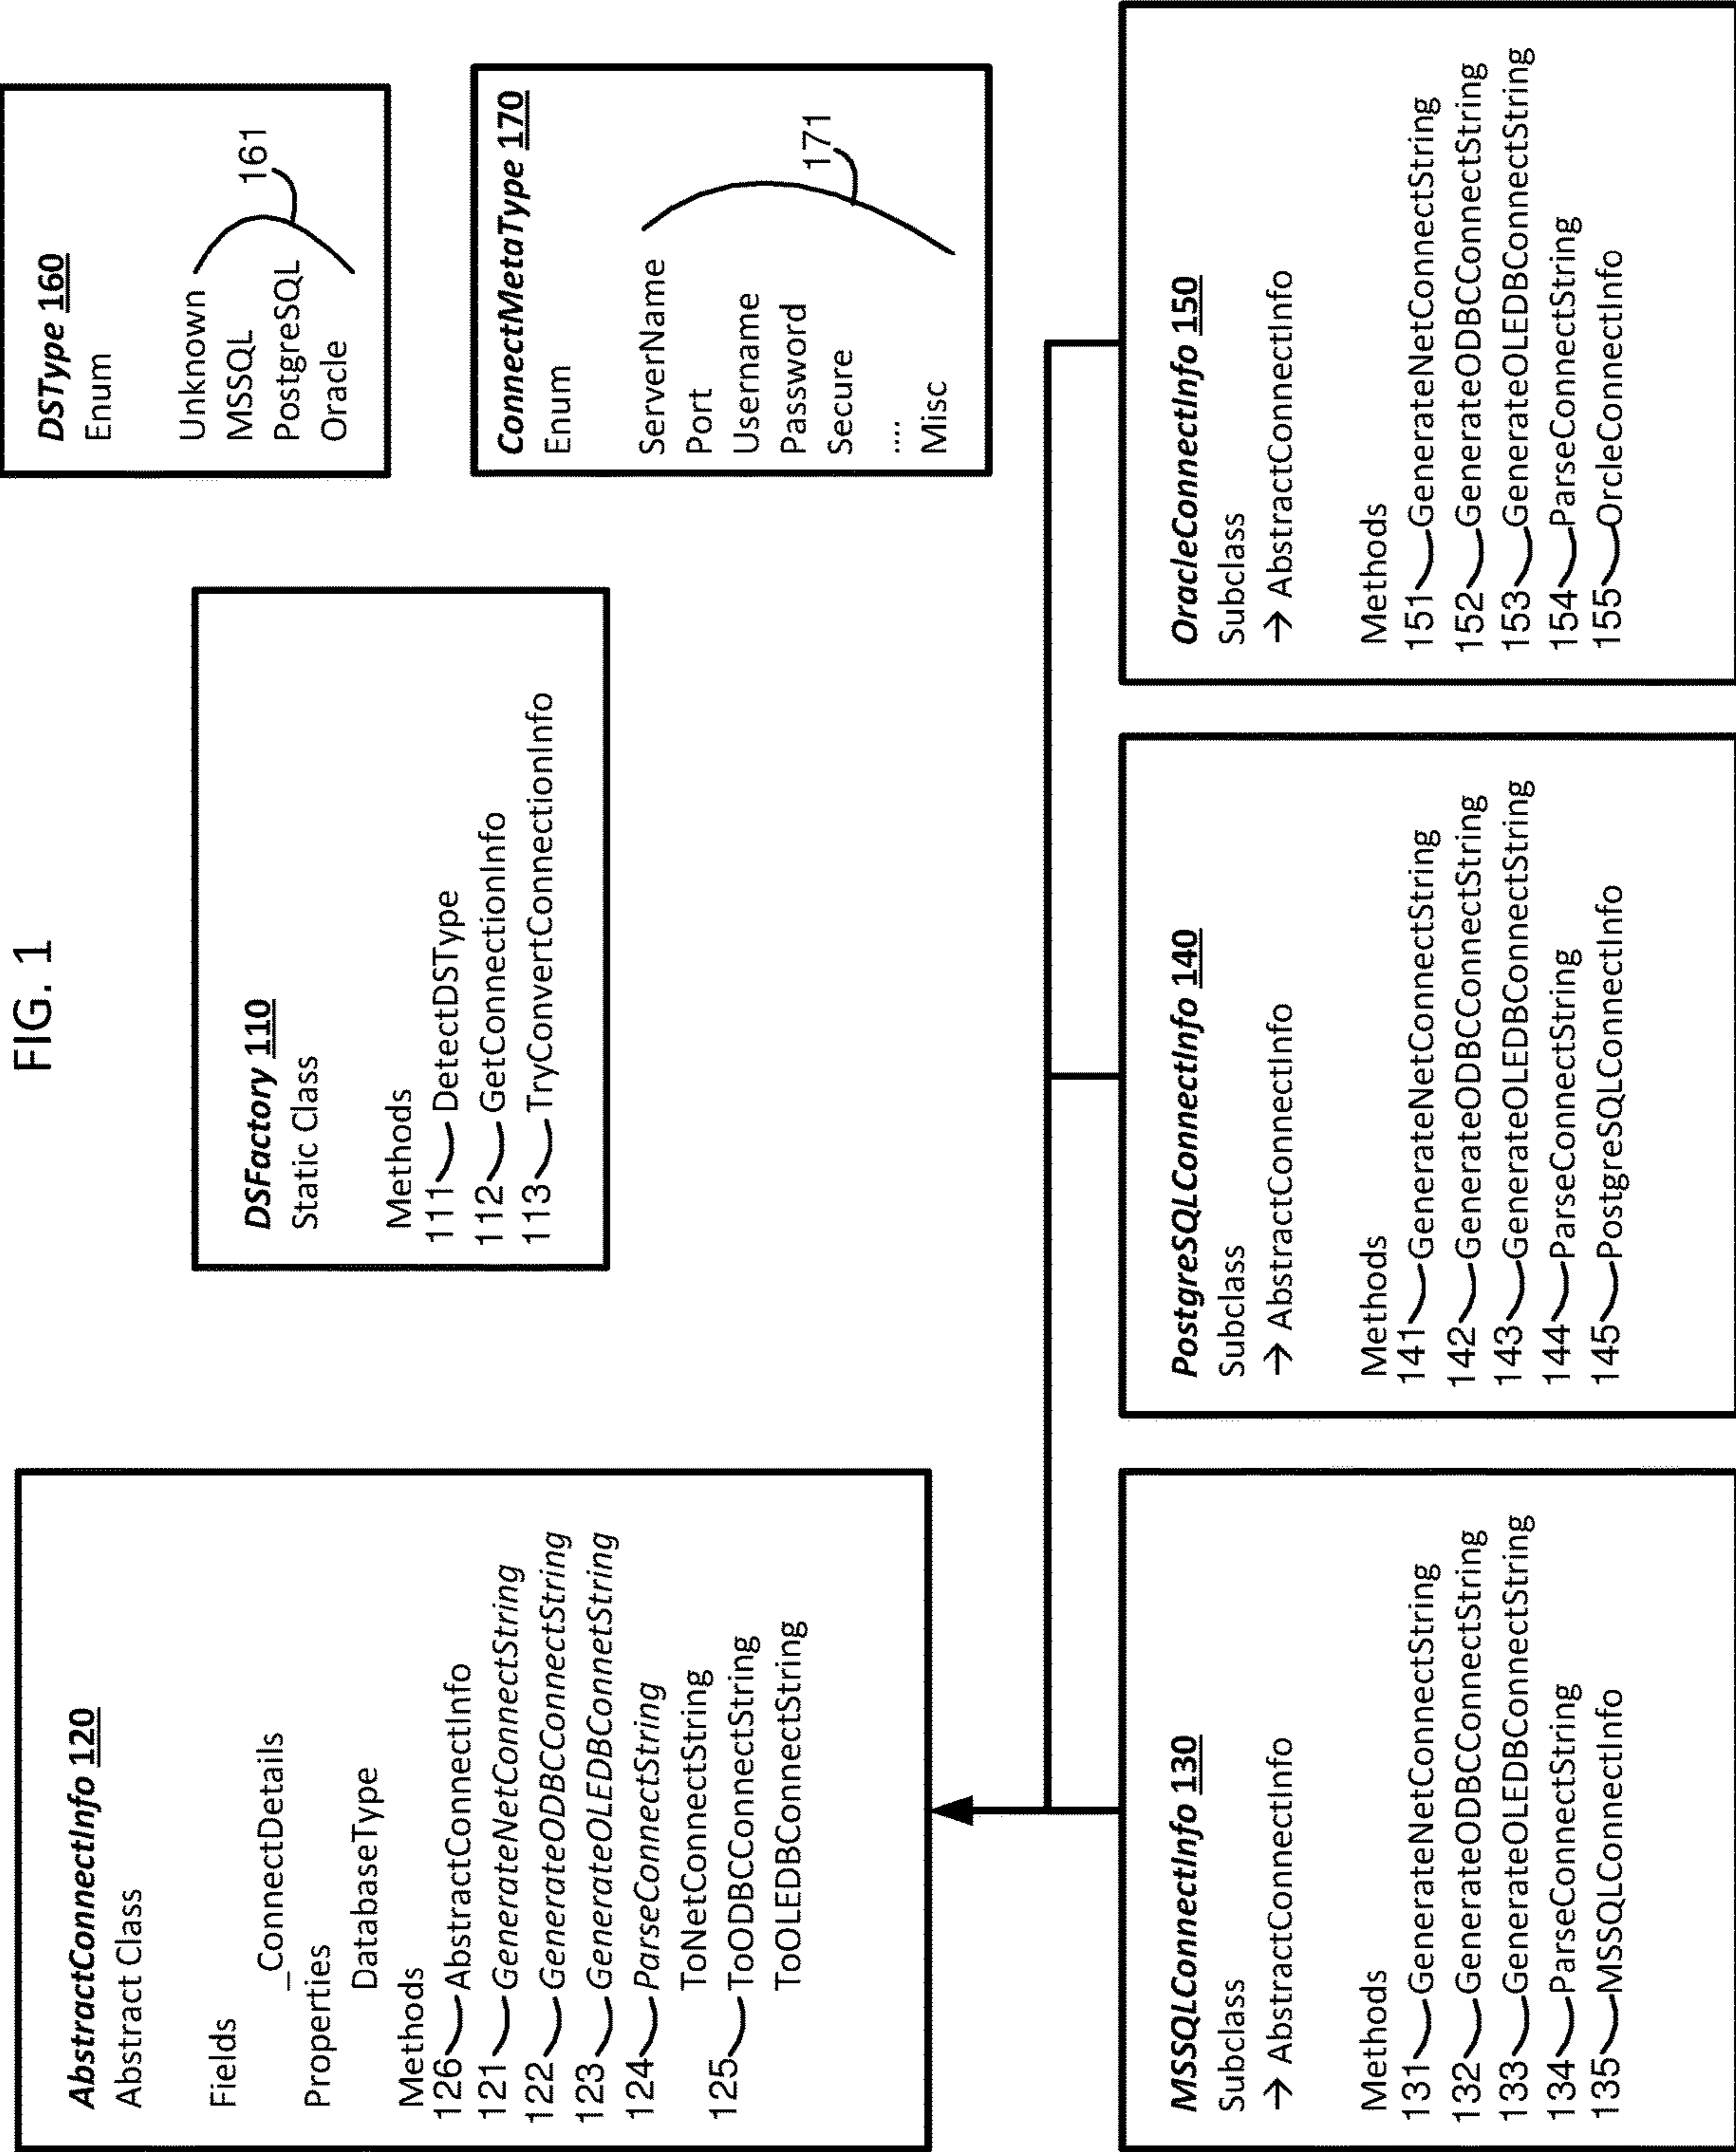 FIG. 1
AbstractConnectInfo 120
Abstract Class
Fields
_ConnectDetails
Properties
DatabaseType
Methods
126 AbstractConnectInfo
121 GenerateNetConnectString
122 GenerateODBCConnectString
123 GenerateOLEDBConnetString
124 ParseConnectString
ToNetConnectString
125 ToODBCConnectString
ToOLEDBConnectString
DSFactory 110
Static Class
Methods
111 DetectDSType
112 GetConnectionInfo
113 TryConvertConnectionInfo
DSType 160
Enum
Unknown
MSSQL
PostgreSQL
Oracle
161
ConnectMetaType 170
Enum
ServerName
Port
Username
Password
Secure
....
Misc
171
MSSQLConnectInfo 130
Subclass
→ AbstractConnectInfo
Methods
131 GenerateNetConnectString
132 GenerateODBCConnectString
133 GenerateOLEDBConnectString
134 ParseConnectString
135 MSSQLConnectInfo
PostgreSQLConnectInfo 140
Subclass
→ AbstractConnectInfo
Methods
141 GenerateNetConnectString
142 GenerateODBCConnectString
143 GenerateOLEDBConnectString
144 ParseConnectString
145 PostgreSQLConnectInfo
OracleConnectInfo 150
Subclass
→ AbstractConnectInfo
Methods
151 GenerateNetConnectString
152 GenerateODBCConnectString
153 GenerateOLEDBConnectString
154 ParseConnectString
155 OrcleConnectInfo